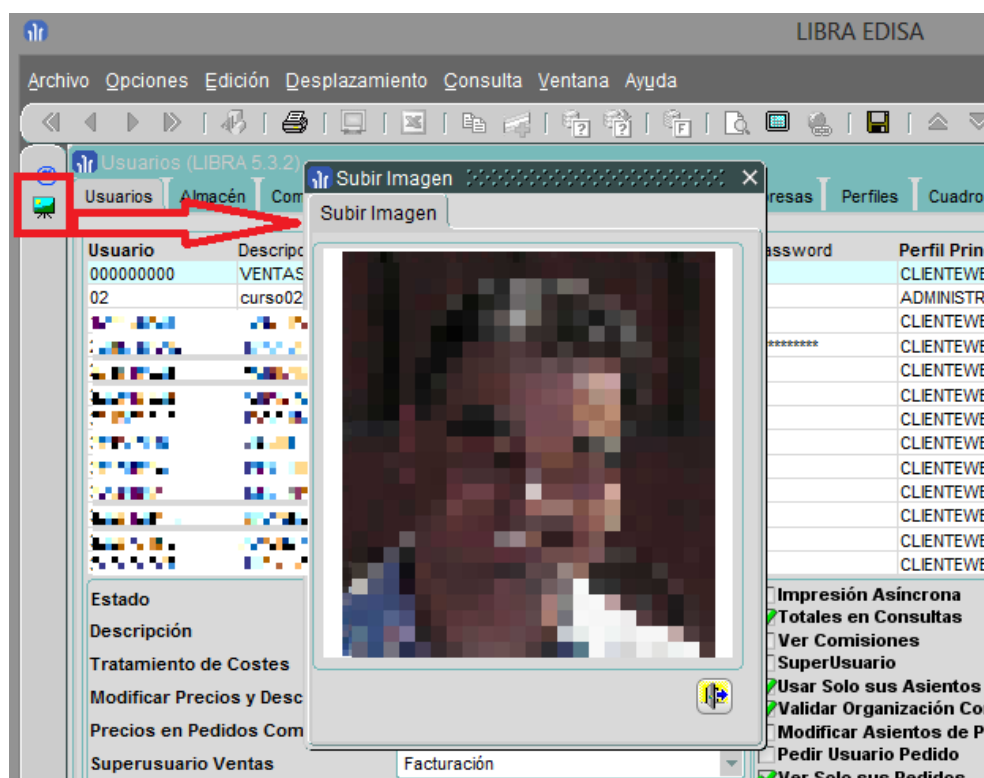 LIBRA EDISA
Archivo Opciones Edición Desplazamiento Consulta Ventana Ayuda
Usuarios (LIBRA 5.3.2)
Subir Imagen
Usuarios Almacén Com
resas Perfiles Cuadro
Subir Imagen
Usuario Descripc
assword Perfil Prin
000000000 VENTAS
CLIENTEWE
02 curso02
ADMINISTR
CLIENTEWE
******** CLIENTEWE
CLIENTEWE
CLIENTEWE
CLIENTEWE
CLIENTEWE
CLIENTEWE
CLIENTEWE
CLIENTEWE
CLIENTEWE
CLIENTEWE
Estado
Impresión Asíncrona
Totales en Consultas
Descripción
Ver Comisiones
Tratamiento de Costes
SuperUsuario
Usar Solo sus Asientos
Modificar Precios y Desc
Validar Organización Co
Precios en Pedidos Com
Modificar Asientos de P
Pedir Usuario Pedido
Superusuario Ventas Facturación
Ver Solo sus Pedidos